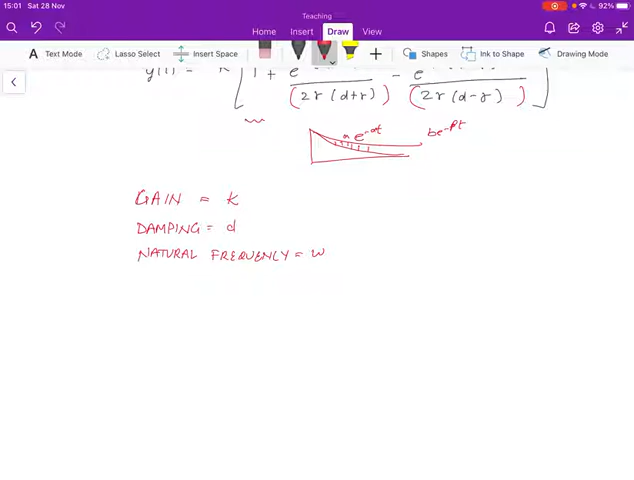 15:01 Sat 28 Nov
Teaching
92%
Home Insert Draw View
A Text Mode Lasso Select Insert Space Shapes Ink to Shape Drawing Mode
y(t) = K [ 1 + e - e ]
(2r (d+r)) (2r (d-r))
a e^-αt
be^-βt
GAIN = K
DAMPING = d
NATURAL FREQUENCY = w